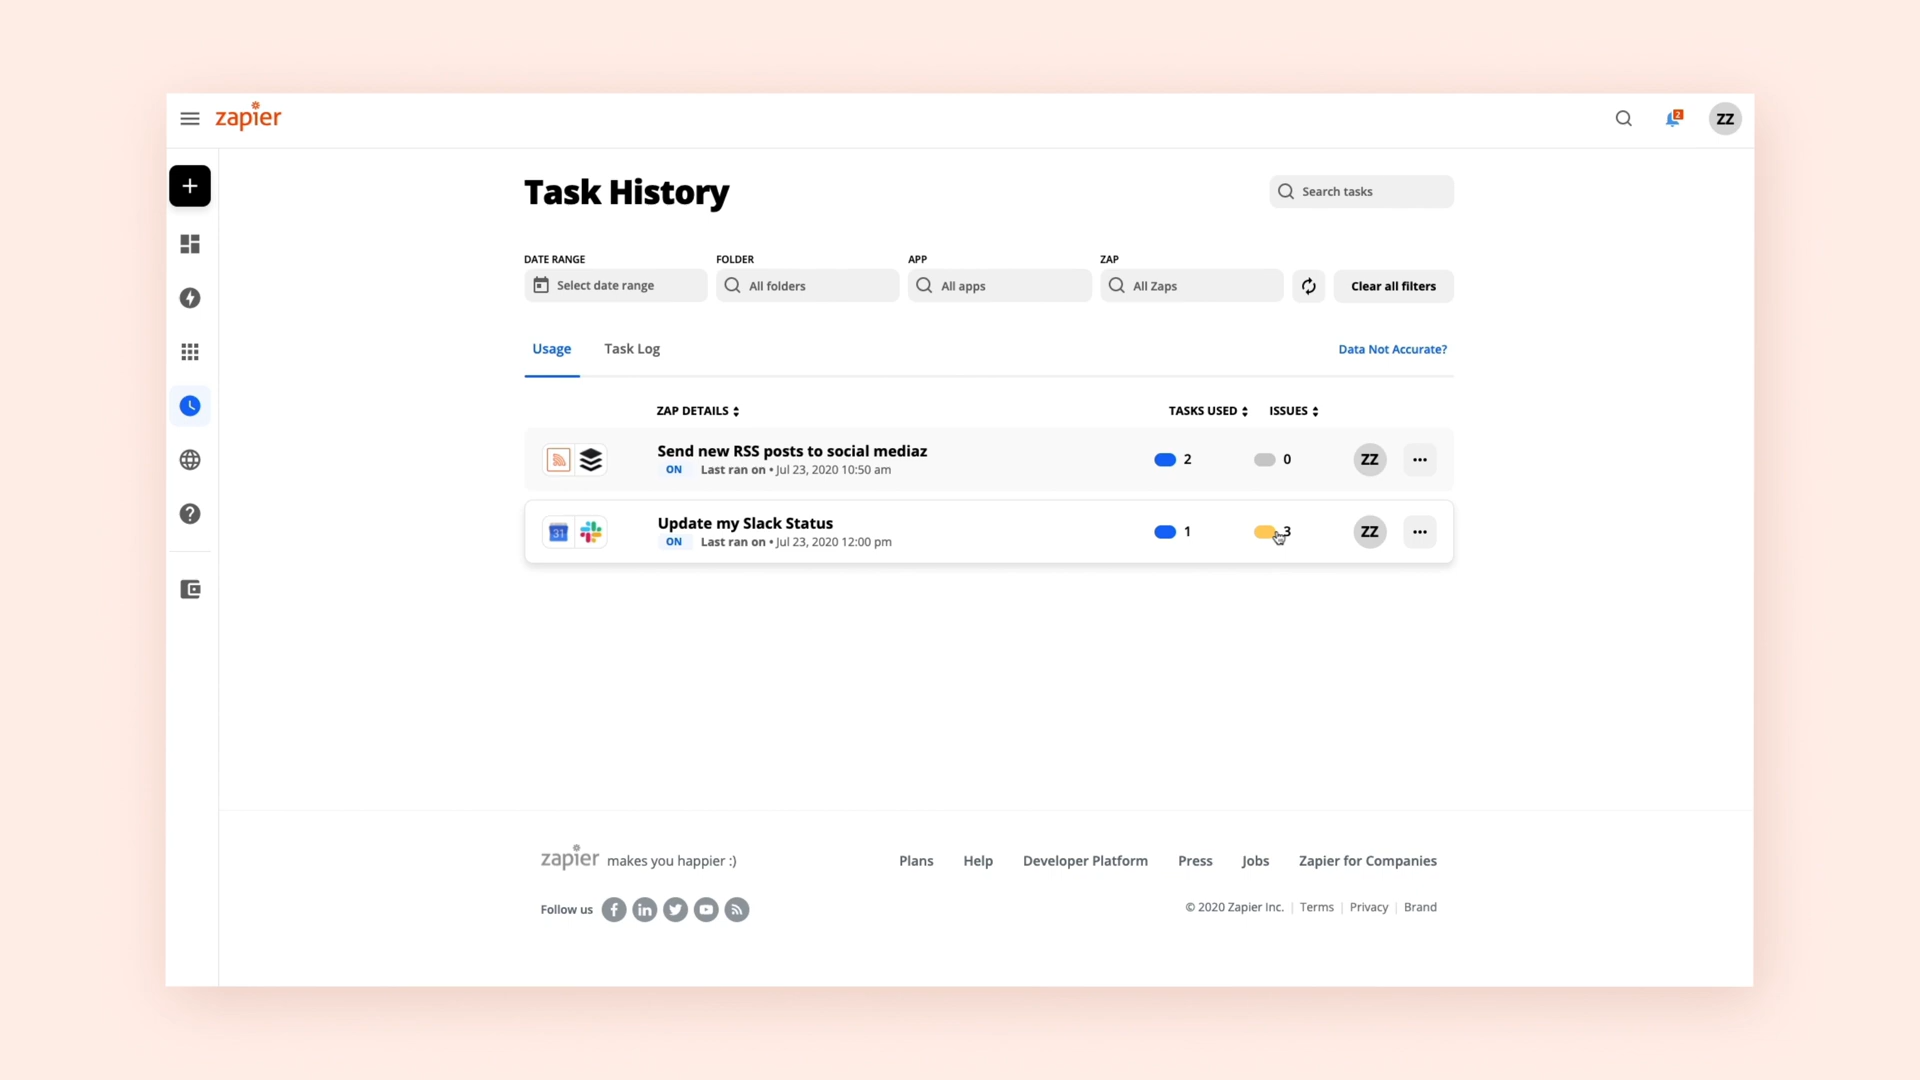 zapier
2
ZZ
Task History
Search tasks
DATE RANGE
FOLDER
APP
ZAP
Select date range
All folders
All apps
All Zaps
Clear all filters
Usage
Task Log
Data Not Accurate?
ZAP DETAILS
TASKS USED
ISSUES
Send new RSS posts to social mediaz
2
0
ZZ
ON Last ran on • Jul 23, 2020 10:50 am
31
Update my Slack Status
1
3
ZZ
ON Last ran on • Jul 23, 2020 12:00 pm
zapier makes you happier :)
Plans
Help
Developer Platform
Press
Jobs
Zapier for Companies
Follow us
© 2020 Zapier Inc. | Terms | Privacy | Brand